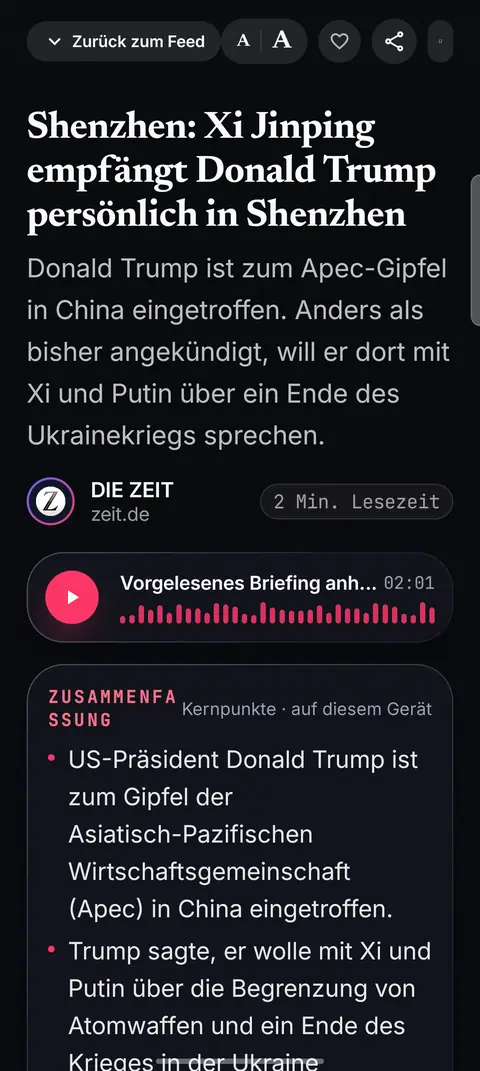 Zurück zum Feed
A A
Shenzhen: Xi Jinping
empfängt Donald Trump
persönlich in Shenzhen
Donald Trump ist zum Apec-Gipfel
in China eingetroffen. Anders als
bisher angekündigt, will er dort mit
Xi und Putin über ein Ende des
Ukrainekriegs sprechen.
Z
DIE ZEIT
zeit.de
2 Min. Lesezeit
Vorgelesenes Briefing anh... 02:01
ZUSAMMENFA
SSUNG
Kernpunkte · auf diesem Gerät
• US-Präsident Donald Trump ist
zum Gipfel der
Asiatisch-Pazifischen
Wirtschaftsgemeinschaft
(Apec) in China eingetroffen.
• Trump sagte, er wolle mit Xi und
Putin über die Begrenzung von
Atomwaffen und ein Ende des
Krieges in der Ukraine